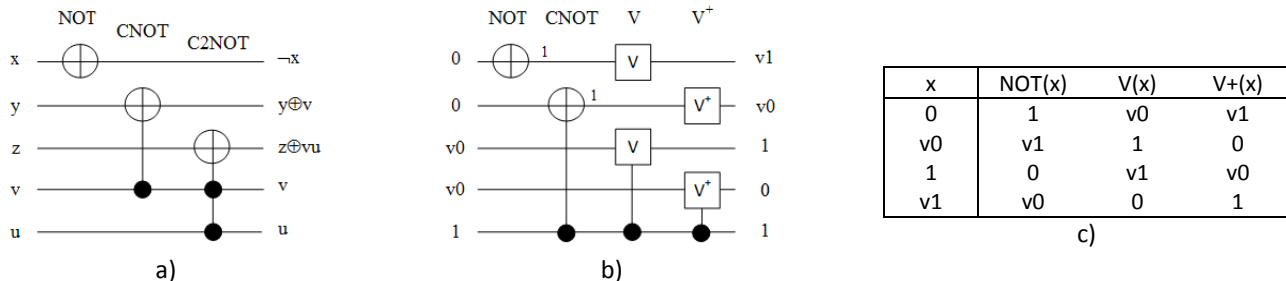 NOT
CNOT
C2NOT
x ¬x
y y⊕v
z z⊕vu
v v
u u
a)
NOT CNOT V V⁺
0 1 V v1
0 1 V⁺ v0
v0 V 1
v0 V⁺ 0
1 1
b)
x NOT(x) V(x) V+(x)
0 1 v0 v1
v0 v1 1 0
1 0 v1 v0
v1 v0 0 1
c)